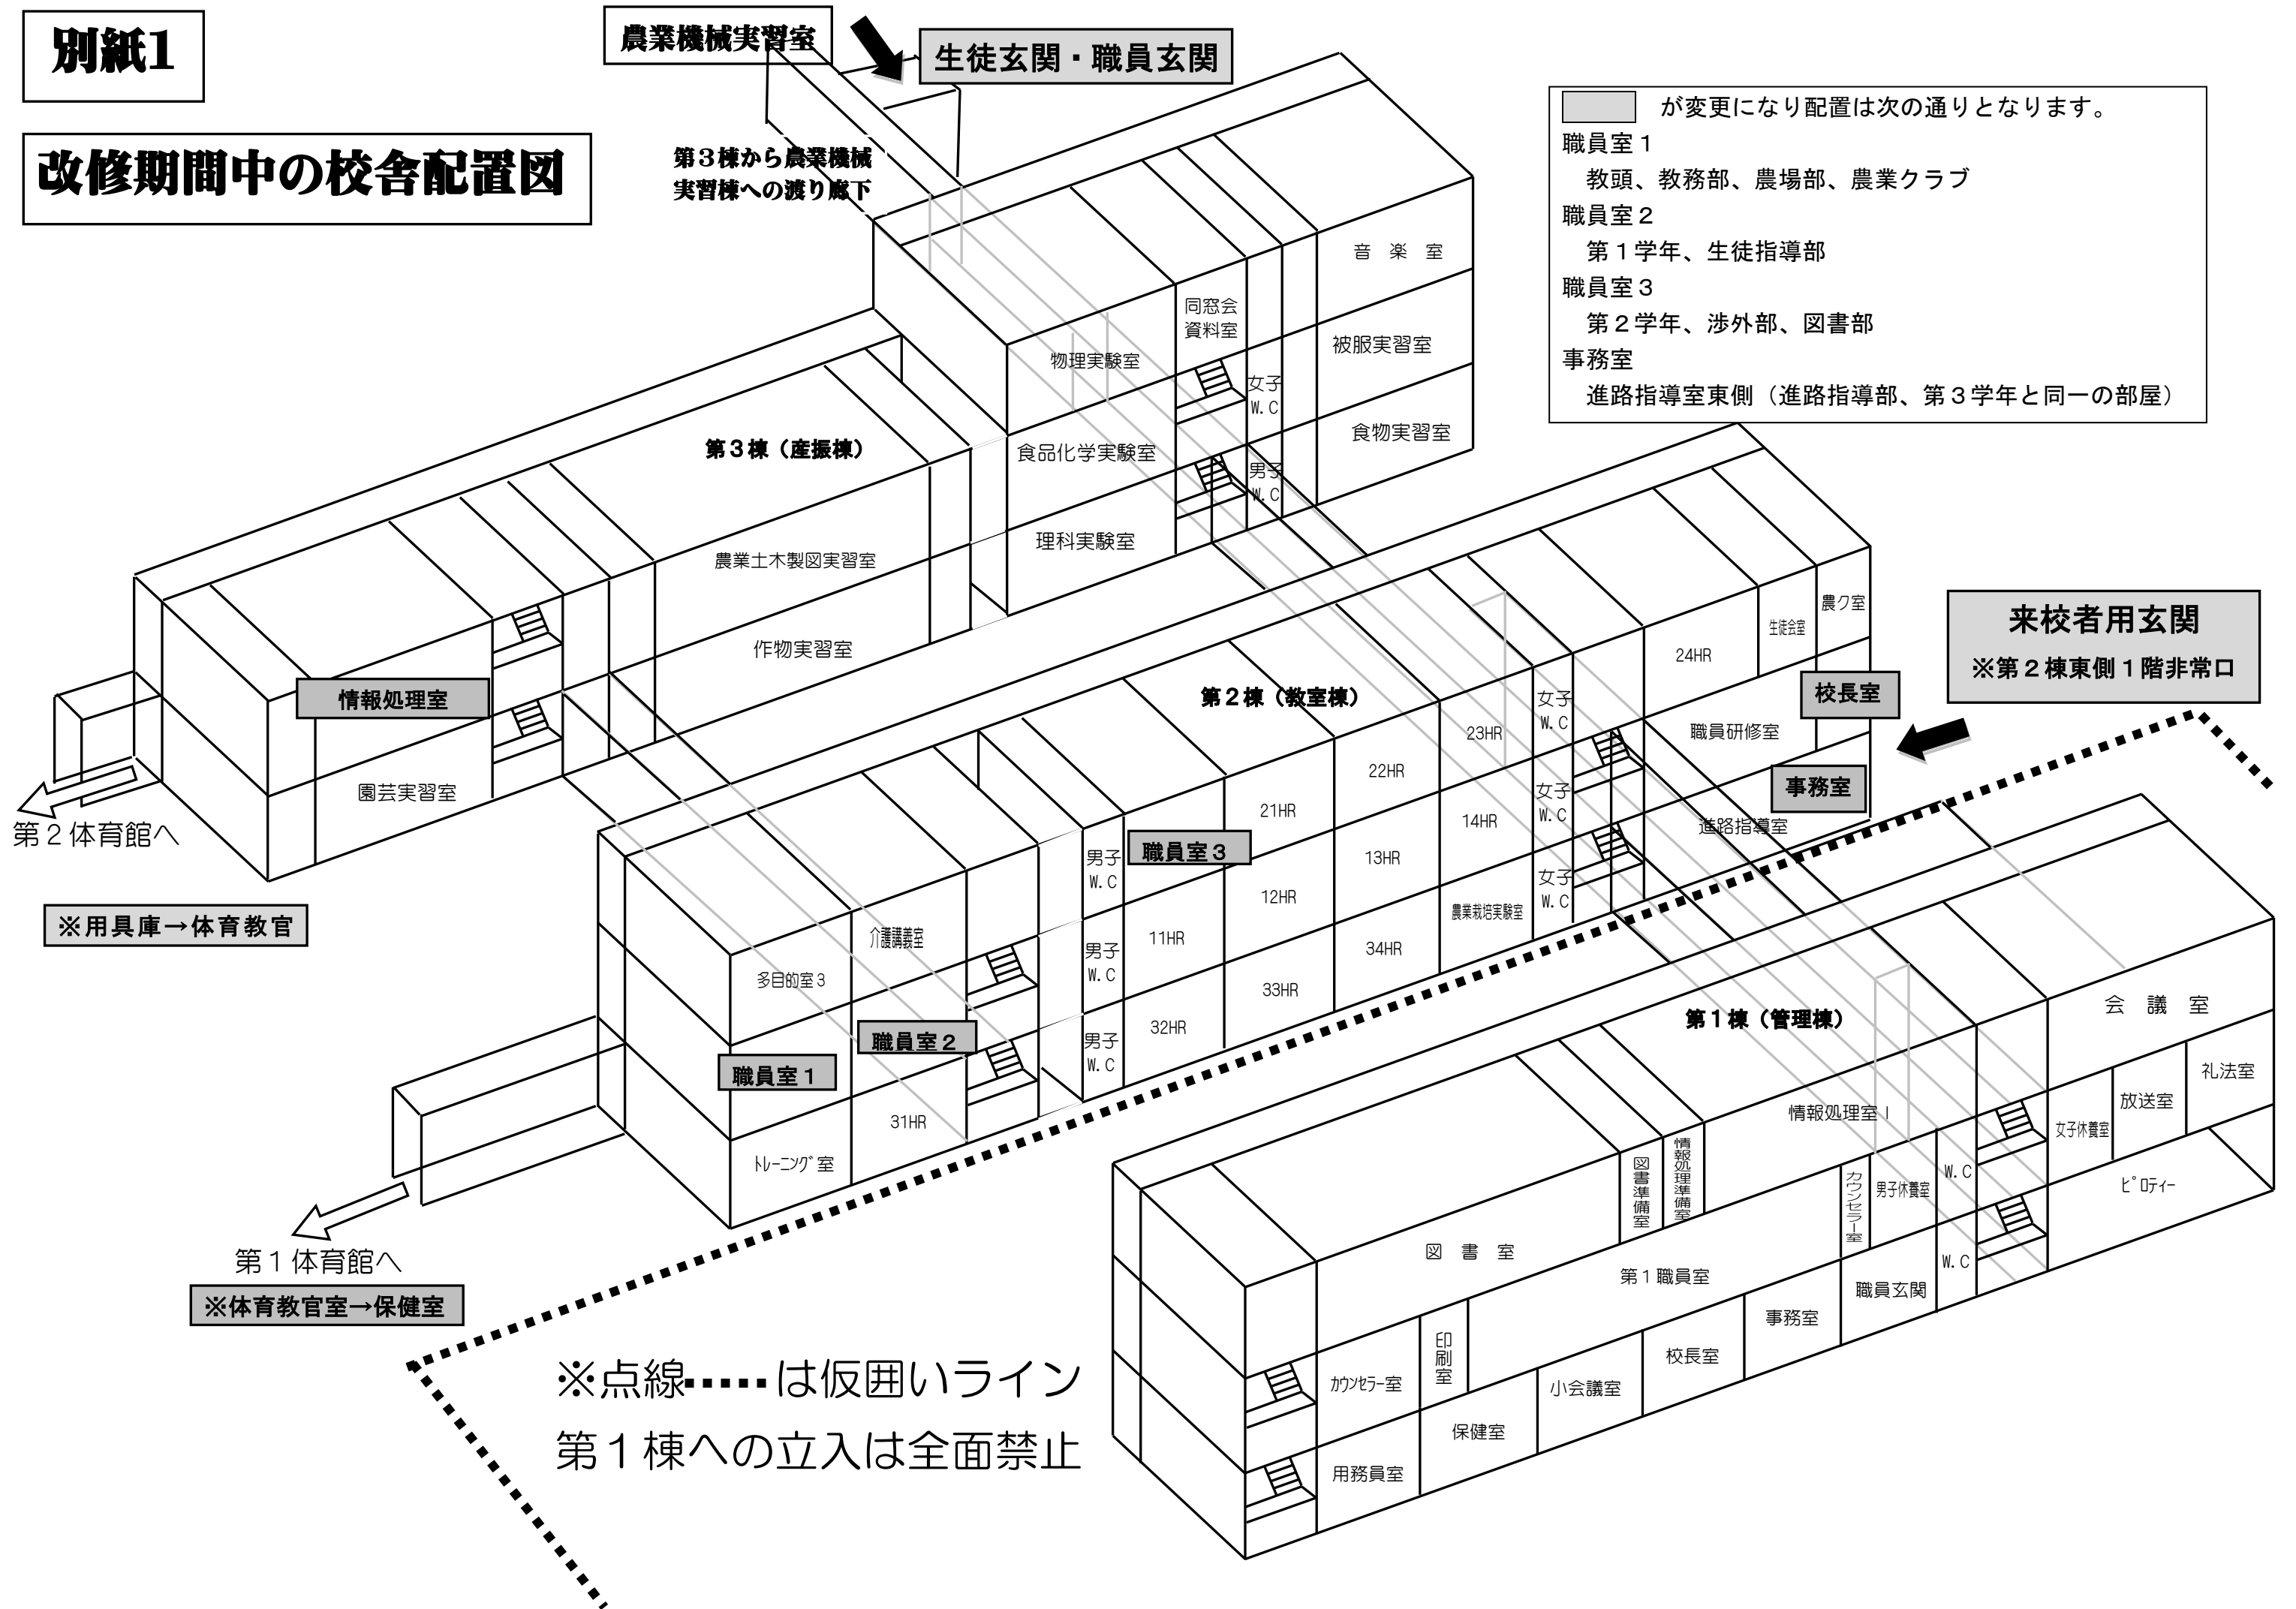 別紙1
改修期間中の校舎配置図
農業機械実習室
生徒玄関・職員玄関
第３棟から農業機械
実習棟への渡り廊下
が変更になり配置は次の通りとなります。
職員室１
教頭、教務部、農場部、農業クラブ
職員室２
第１学年、生徒指導部
職員室３
第２学年、渉外部、図書部
事務室
進路指導室東側（進路指導部、第３学年と同一の部屋）
音　楽　室
同窓会
資料室
物理実験室
被服実習室
女子
W.C
食物実習室
第３棟（産振棟）
食品化学実験室
男子
W.C
理科実験室
農業土木製図実習室
作物実習室
情報処理室
園芸実習室
第２体育館へ
※用具庫→体育教官
来校者用玄関
※第２棟東側１階非常口
農ク室
生徒会室
24HR
校長室
職員研修室
事務室
進路指導室
第２棟（教室棟）
女子
W.C
23HR
22HR
21HR
職員室３
男子
W.C
介護講義室
多目的室３
女子
W.C
14HR
13HR
12HR
11HR
男子
W.C
職員室２
職員室１
女子
W.C
農業栽培実験室
34HR
33HR
32HR
男子
W.C
31HR
ﾄﾚｰﾆﾝｸﾞ室
第１体育館へ
※体育教官室→保健室
第１棟（管理棟）
会　議　室
情報処理室Ⅰ
情報処理準備室
図書準備室
図　書　室
礼法室
放送室
女子休養室
W.C
男子休養室
カウンセラー室
第１職員室
印刷室
ｶｳﾝｾﾗｰ室
ﾋﾟﾛﾃｨｰ
W.C
職員玄関
事務室
校長室
小会議室
保健室
用務員室
※点線‥‥‥は仮囲いライン
第１棟への立入は全面禁止